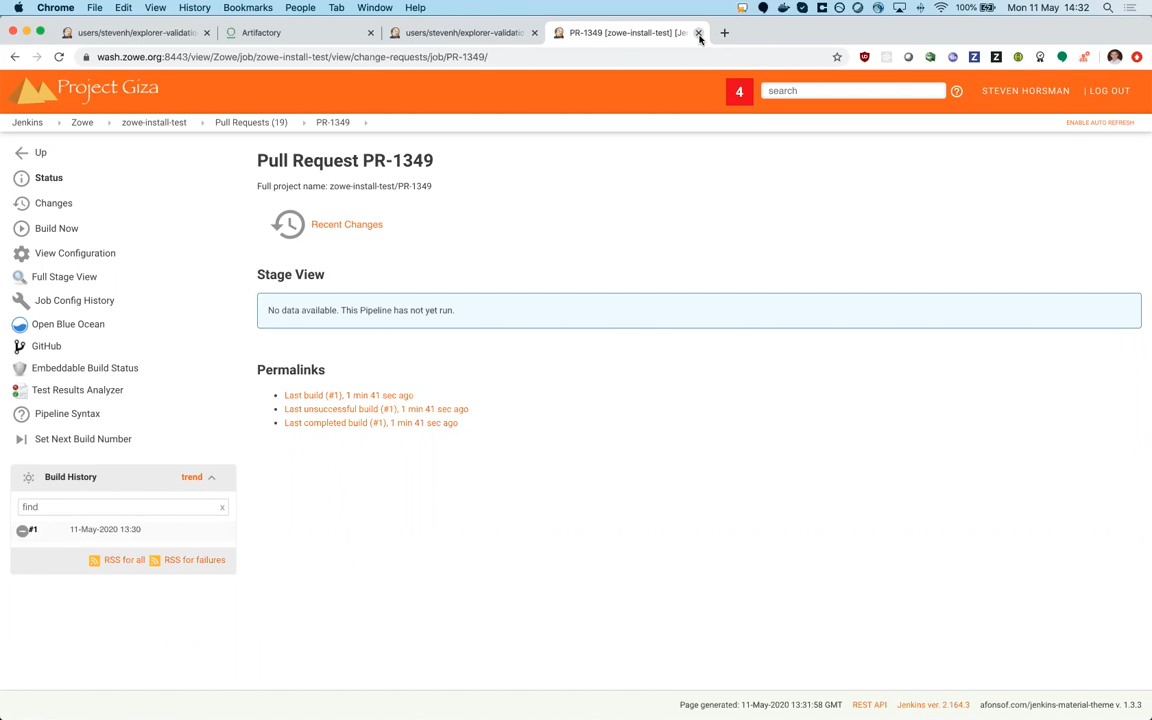 Chrome File Edit View History Bookmarks People Tab Window Help 100% Mon 11 May 14:32
users/stevenh/explorer-validatio Artifactory users/stevenh/explorer-validatio PR-1349 [zowe-install-test] [Je
wash.zowe.org:8443/view/Zowe/job/zowe-install-test/view/change-requests/job/PR-1349/
Project Giza 4 search STEVEN HORSMAN | LOG OUT
Jenkins Zowe zowe-install-test Pull Requests (19) PR-1349 ENABLE AUTO REFRESH
Up
Status
Changes
Build Now
View Configuration
Full Stage View
Job Config History
Open Blue Ocean
GitHub
Embeddable Build Status
Test Results Analyzer
Pipeline Syntax
Set Next Build Number
Build History trend
find x
#1 11-May-2020 13:30
RSS for all RSS for failures
Pull Request PR-1349
Full project name: zowe-install-test/PR-1349
Recent Changes
Stage View
No data available. This Pipeline has not yet run.
Permalinks
Last build (#1), 1 min 41 sec ago
Last unsuccessful build (#1), 1 min 41 sec ago
Last completed build (#1), 1 min 41 sec ago
Page generated: 11-May-2020 13:31:58 GMT REST API Jenkins ver. 2.164.3 afonsof.com/jenkins-material-theme v. 1.3.3